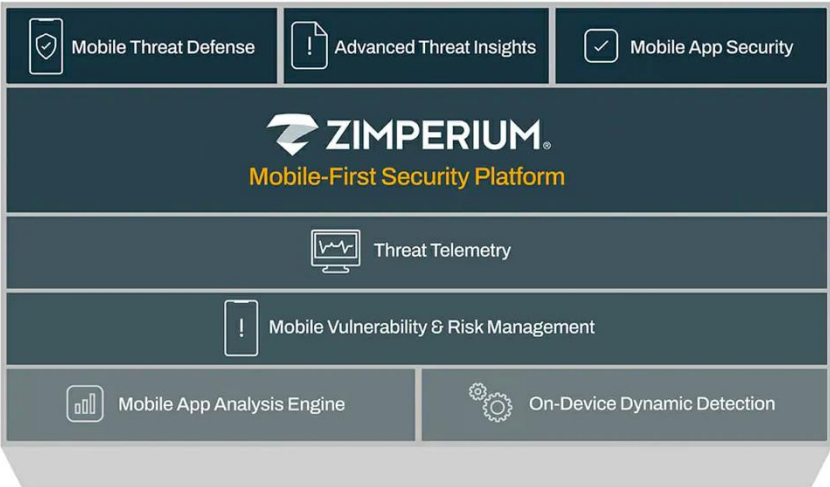 Mobile Threat Defense
Advanced Threat Insights
Mobile App Security
ZIMPERIUM®
Mobile-First Security Platform
Threat Telemetry
Mobile Vulnerability & Risk Management
Mobile App Analysis Engine
On-Device Dynamic Detection